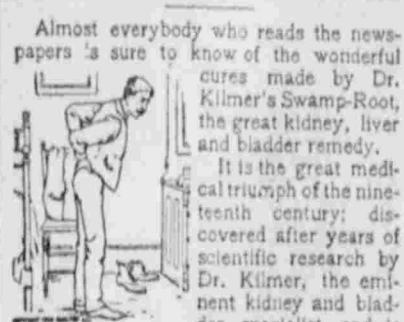 Almost everybody who reads the news-
papers is sure to know of the wonderful
cures made by Dr.
Kilmer's Swamp-Root,
the great kidney, liver
and bladder remedy.
It is the great medi-
cal triumph of the nine-
teenth century; dis-
covered after years of
scientific research by
Dr. Kilmer, the emi-
nent kidney and blad-